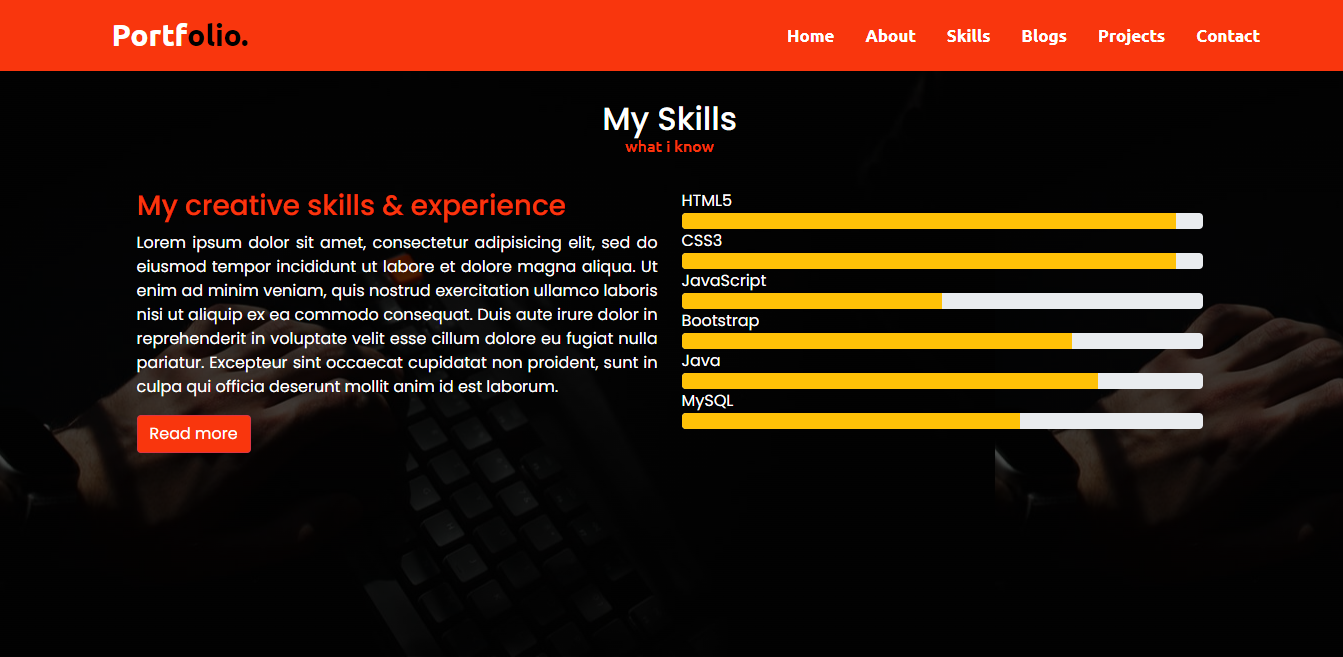 Portfolio.
Home About Skills Blogs Projects Contact
My Skills
what i know
My creative skills & experience
Lorem ipsum dolor sit amet, consectetur adipisicing elit, sed do
eiusmod tempor incididunt ut labore et dolore magna aliqua. Ut
enim ad minim veniam, quis nostrud exercitation ullamco laboris
nisi ut aliquip ex ea commodo consequat. Duis aute irure dolor in
reprehenderit in voluptate velit esse cillum dolore eu fugiat nulla
pariatur. Excepteur sint occaecat cupidatat non proident, sunt in
culpa qui officia deserunt mollit anim id est laborum.
Read more
HTML5
CSS3
JavaScript
Bootstrap
Java
MySQL